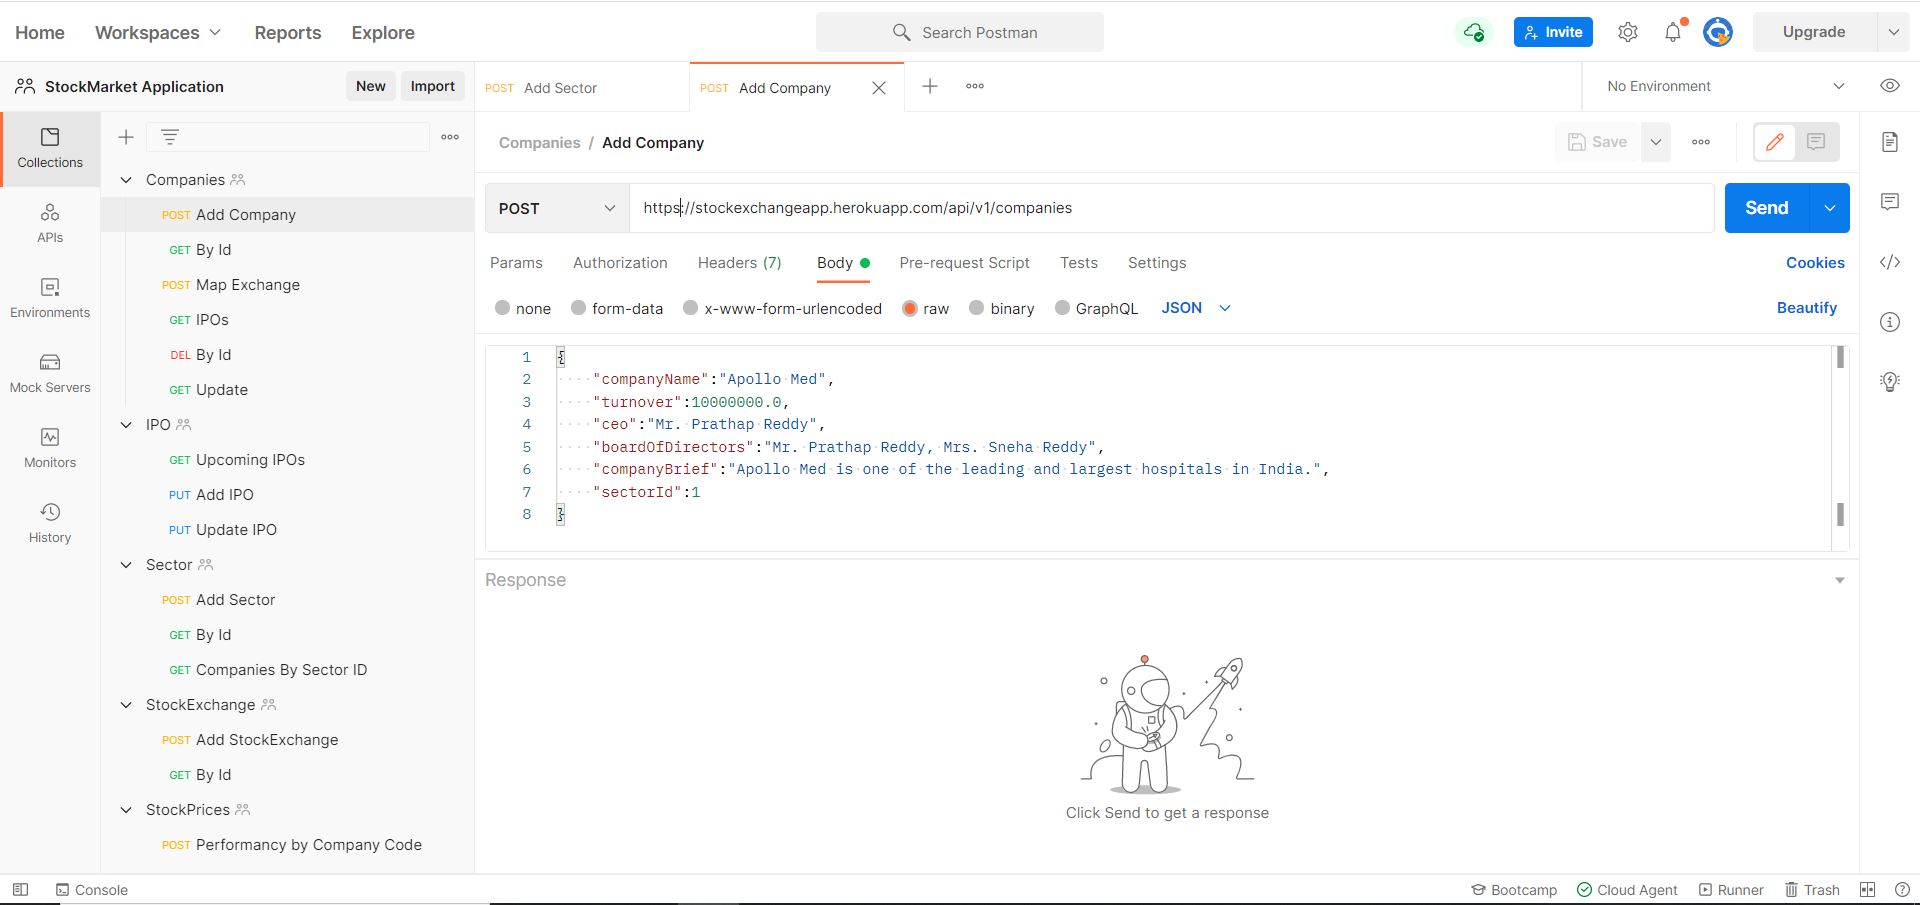 Home Workspaces Reports Explore Search Postman Invite Upgrade
StockMarket Application New Import POST Add Sector POST Add Company No Environment
Collections
APIs
Environments
Mock Servers
Monitors
History
Companies
POST Add Company
GET By Id
POST Map Exchange
GET IPOs
DEL By Id
GET Update
IPO
GET Upcoming IPOs
PUT Add IPO
PUT Update IPO
Sector
POST Add Sector
GET By Id
GET Companies By Sector ID
StockExchange
POST Add StockExchange
GET By Id
StockPrices
POST Performancy by Company Code
Companies / Add Company Save
POST https://stockexchangeapp.herokuapp.com/api/v1/companies Send
Params Authorization Headers (7) Body Pre-request Script Tests Settings Cookies
none form-data x-www-form-urlencoded raw binary GraphQL JSON Beautify
1 {
2 "companyName":"Apollo Med",
3 "turnover":10000000.0,
4 "ceo":"Mr. Prathap Reddy",
5 "boardOfDirectors":"Mr. Prathap Reddy, Mrs. Sneha Reddy",
6 "companyBrief":"Apollo Med is one of the leading and largest hospitals in India.",
7 "sectorId":1
8 }
Response
Click Send to get a response
Console Bootcamp Cloud Agent Runner Trash